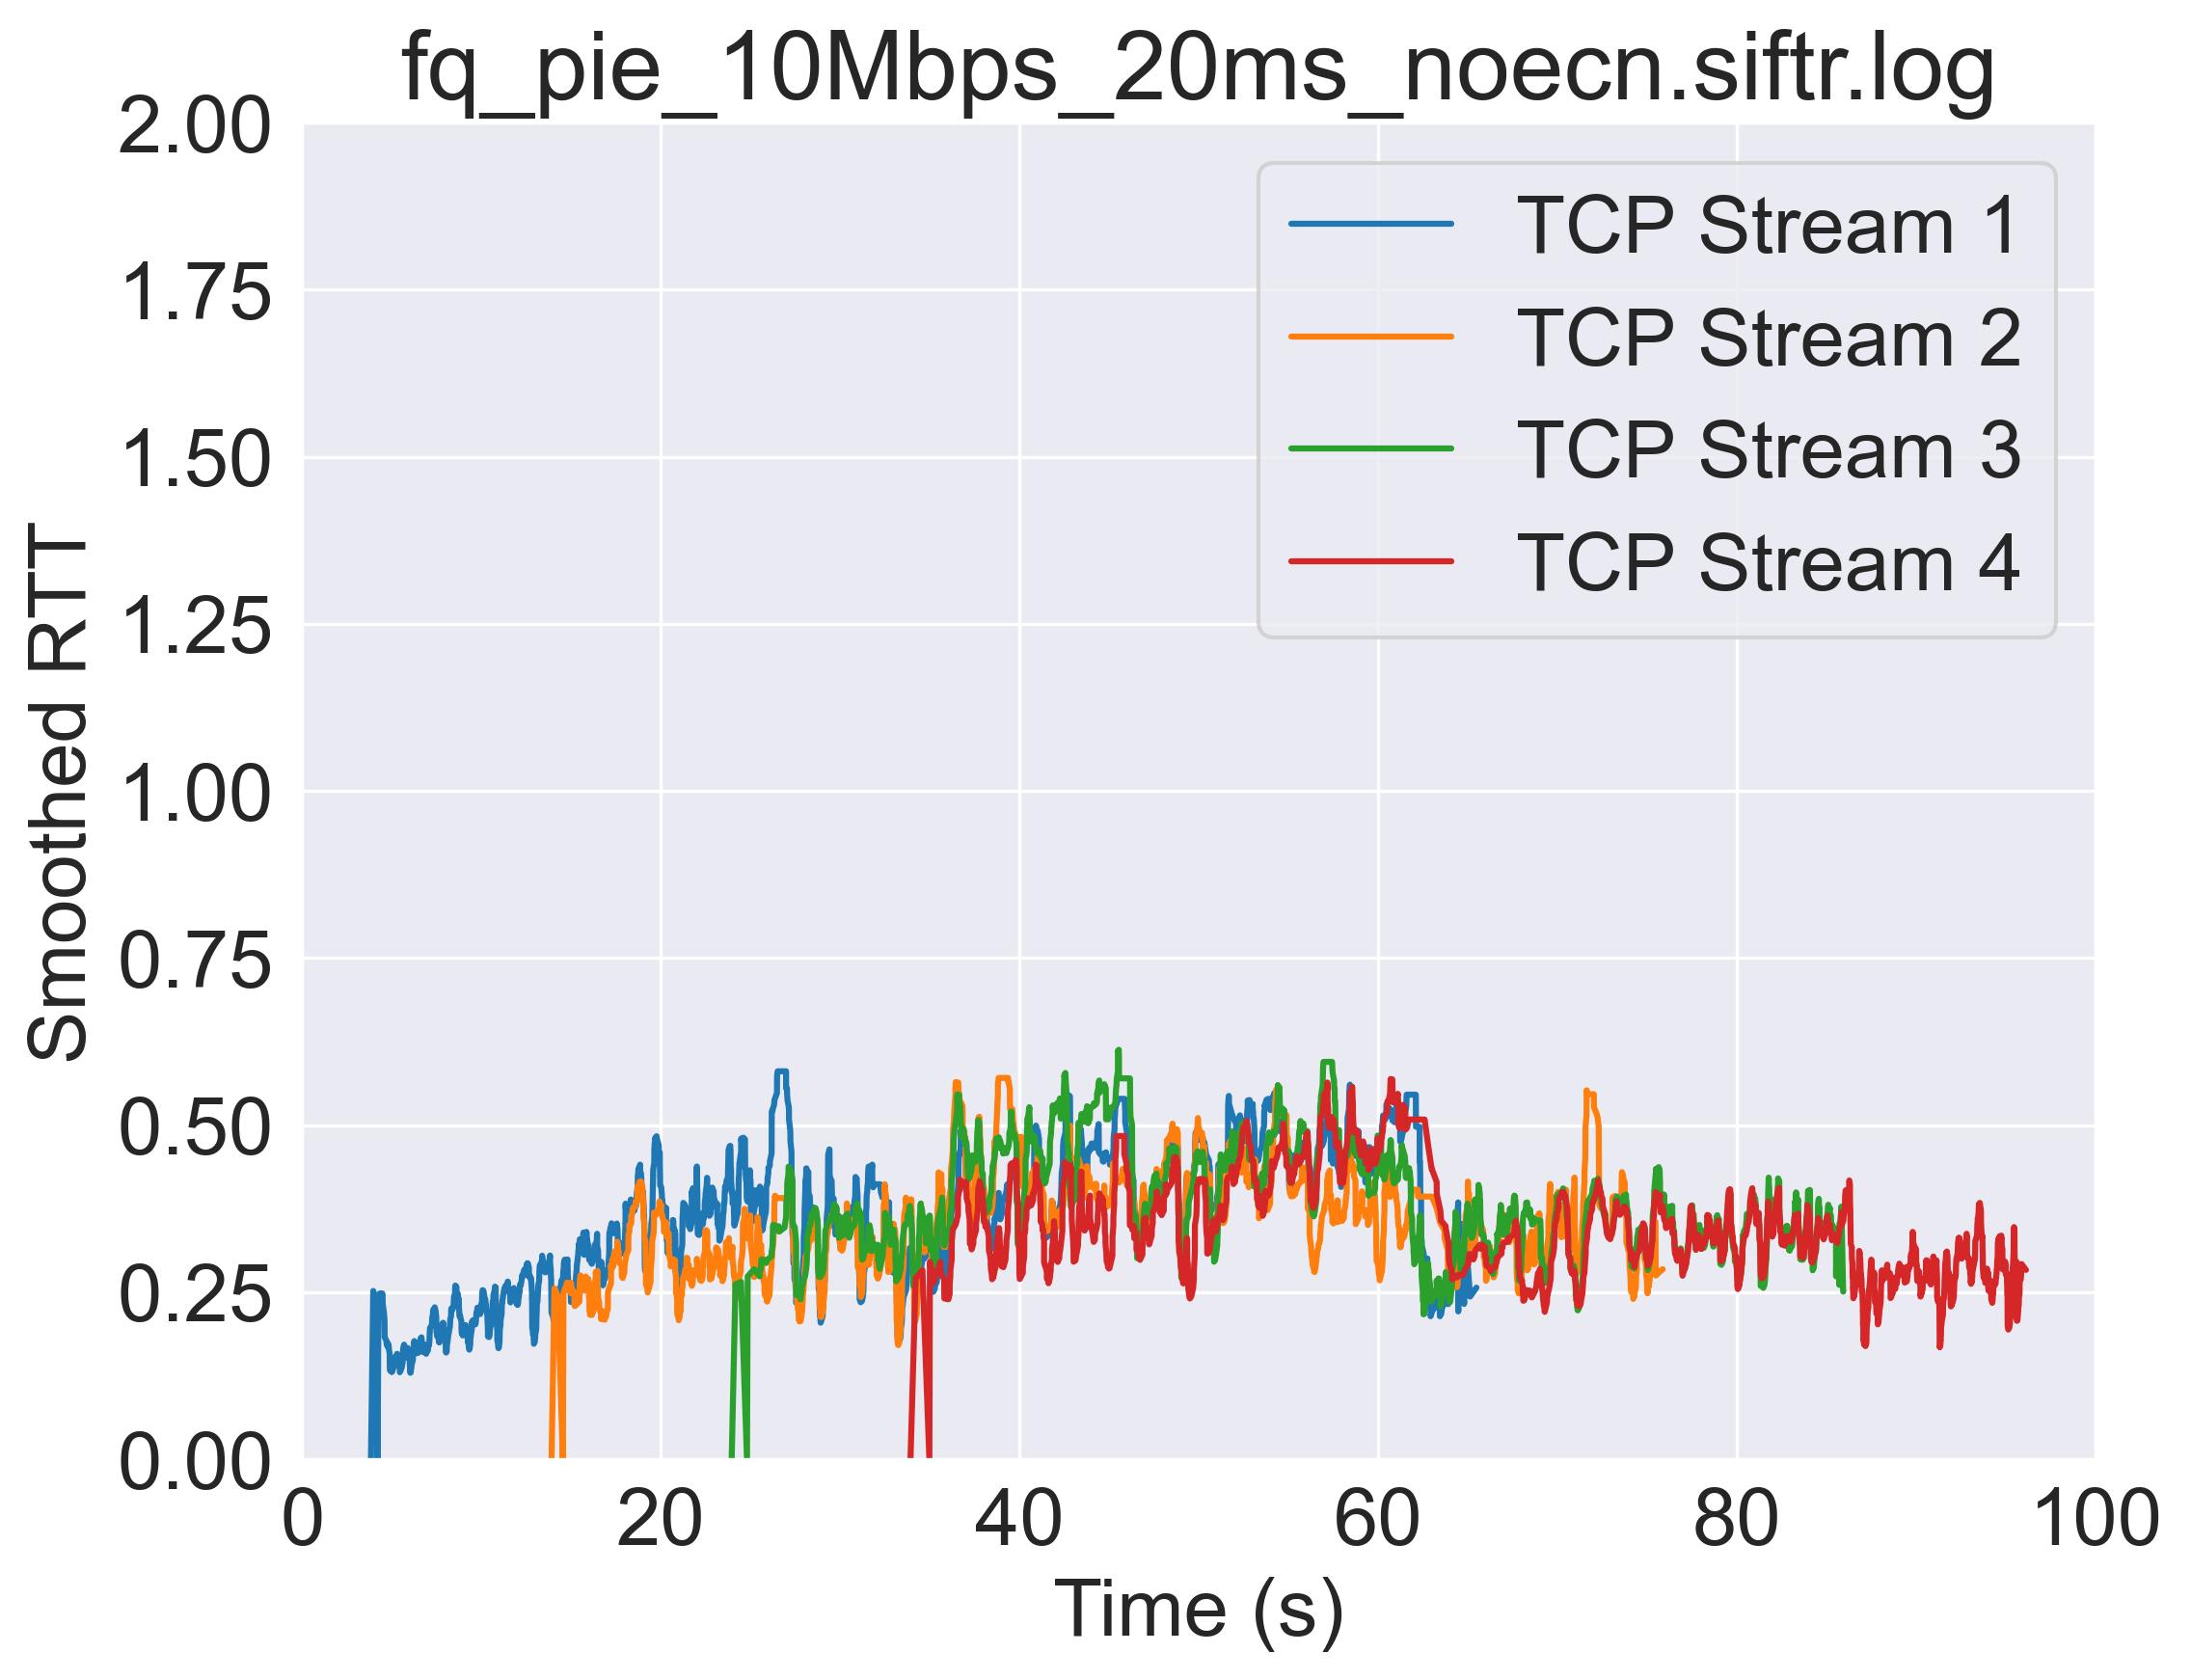 fq_pie_10Mbps_20ms_noecn.siftr.log
2.00
1.75
1.50
1.25
1.00
0.75
0.50
0.25
0.00
Smoothed RTT
TCP Stream 1
TCP Stream 2
TCP Stream 3
TCP Stream 4
0 20 40 60 80 100
Time (s)